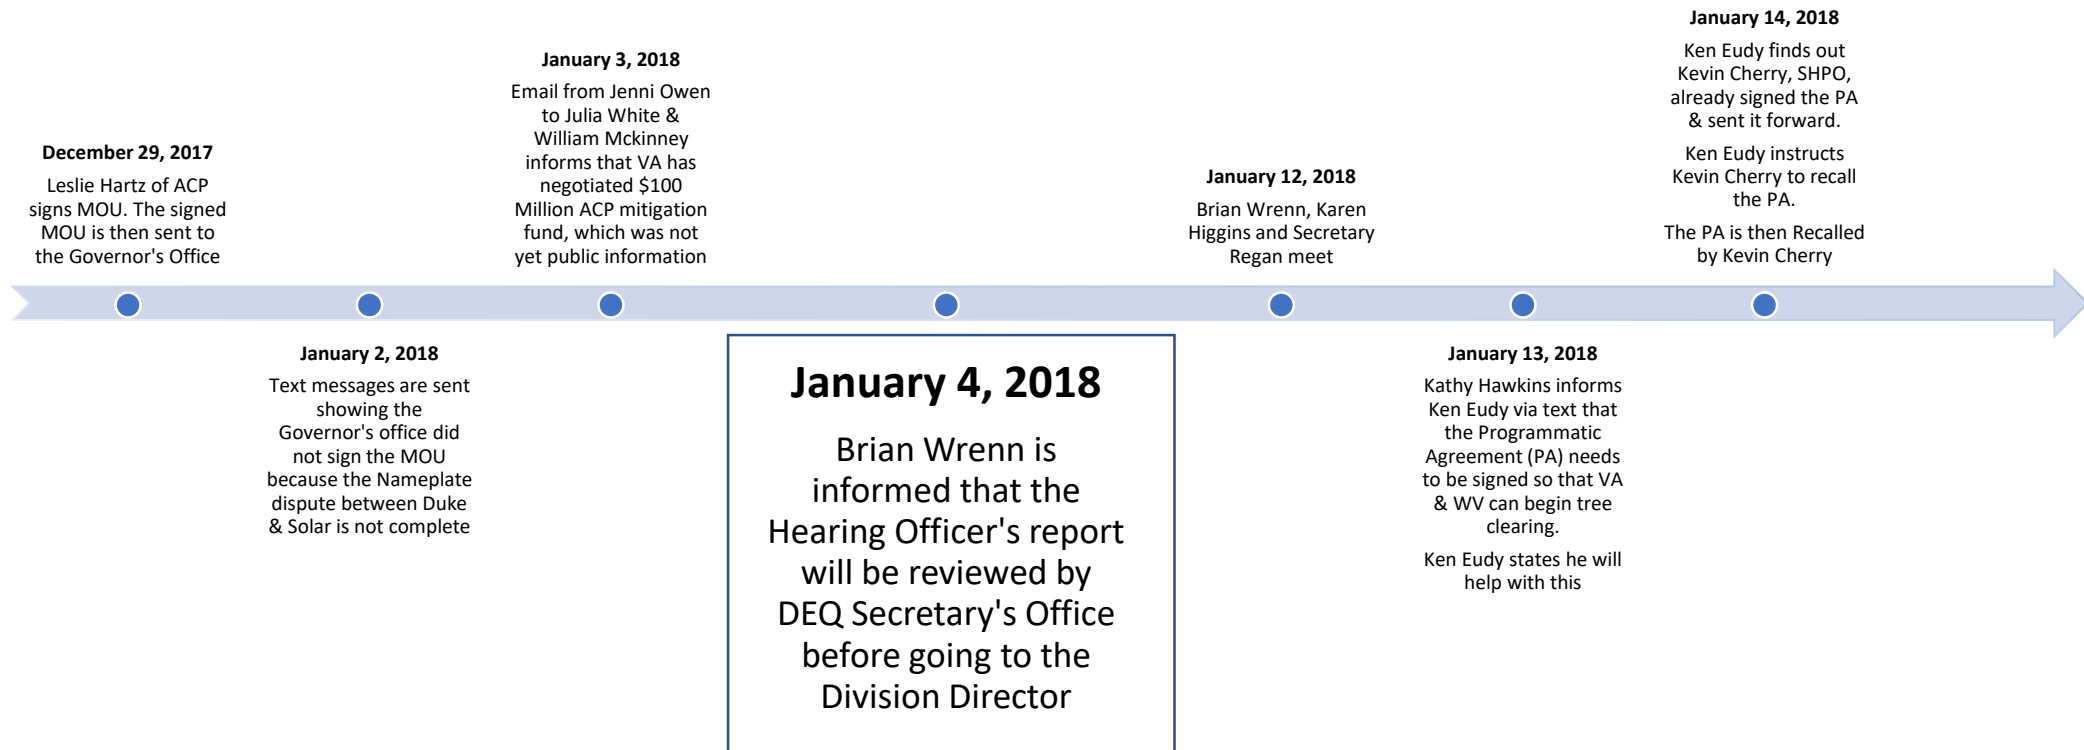 December 29, 2017
Leslie Hartz of ACP
signs MOU. The signed
MOU is then sent to
the Governor's Office
January 2, 2018
Text messages are sent
showing the
Governor's office did
not sign the MOU
because the Nameplate
dispute between Duke
& Solar is not complete
January 3, 2018
Email from Jenni Owen
to Julia White &
William Mckinney
informs that VA has
negotiated $100
Million ACP mitigation
fund, which was not
yet public information
January 4, 2018
Brian Wrenn is
informed that the
Hearing Officer's report
will be reviewed by
DEQ Secretary's Office
before going to the
Division Director
January 12, 2018
Brian Wrenn, Karen
Higgins and Secretary
Regan meet
January 13, 2018
Kathy Hawkins informs
Ken Eudy via text that
the Programmatic
Agreement (PA) needs
to be signed so that VA
& WV can begin tree
clearing.
Ken Eudy states he will
help with this
January 14, 2018
Ken Eudy finds out
Kevin Cherry, SHPO,
already signed the PA
& sent it forward.
Ken Eudy instructs
Kevin Cherry to recall
the PA.
The PA is then Recalled
by Kevin Cherry